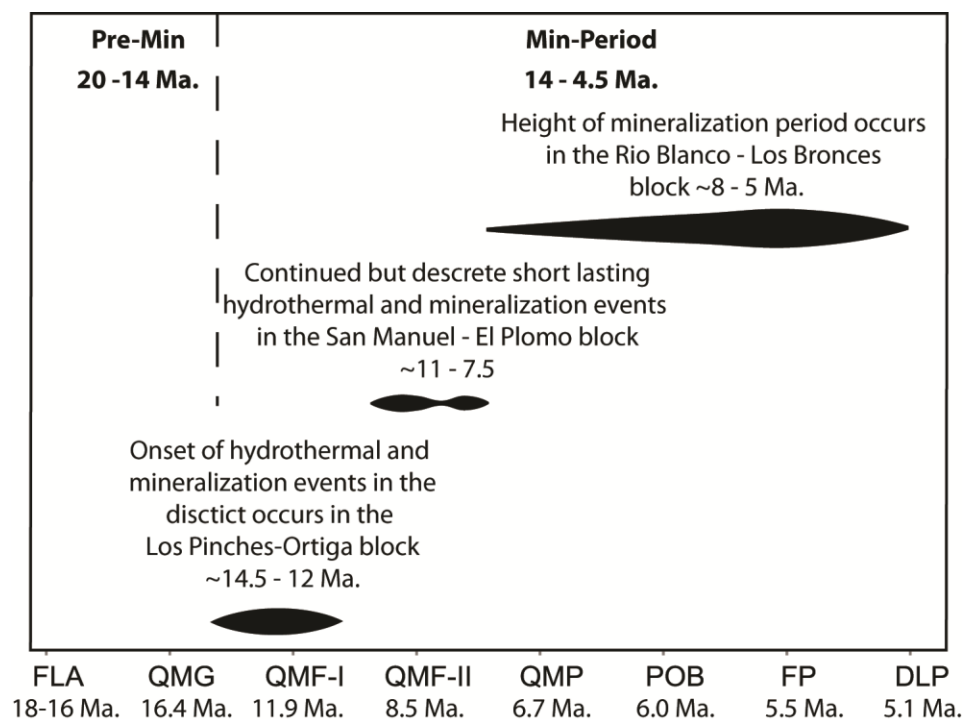 Pre-Min
20 -14 Ma.
Min-Period
14 - 4.5 Ma.
Height of mineralization period occurs
in the Rio Blanco - Los Bronces
block ~8 - 5 Ma.
Continued but descrete short lasting
hydrothermal and mineralization events
in the San Manuel - El Plomo block
~11 - 7.5
Onset of hydrothermal and
mineralization events in the
disctict occurs in the
Los Pinches-Ortiga block
~14.5 - 12 Ma.
FLA QMG QMF-I QMF-II QMP POB FP DLP
18-16 Ma. 16.4 Ma. 11.9 Ma. 8.5 Ma. 6.7 Ma. 6.0 Ma. 5.5 Ma. 5.1 Ma.